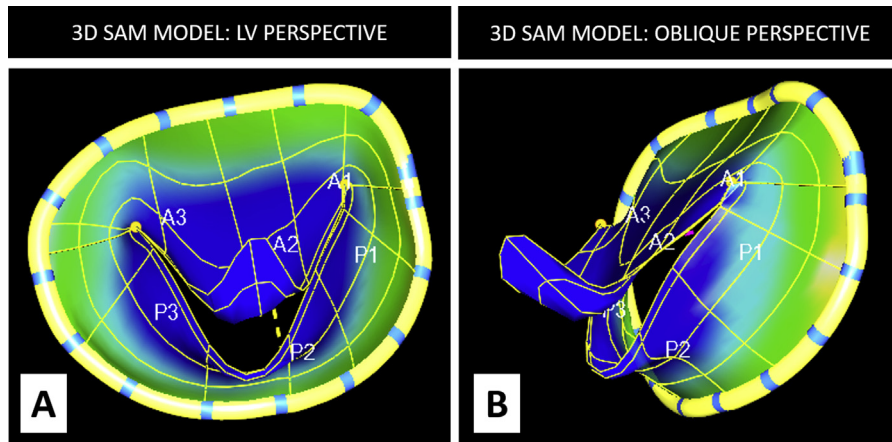 3D SAM MODEL: LV PERSPECTIVE
3D SAM MODEL: OBLIQUE PERSPECTIVE
A1
A3
A2
P1
P3
P2
A
A1
A3
A2
P1
P3
P2
B